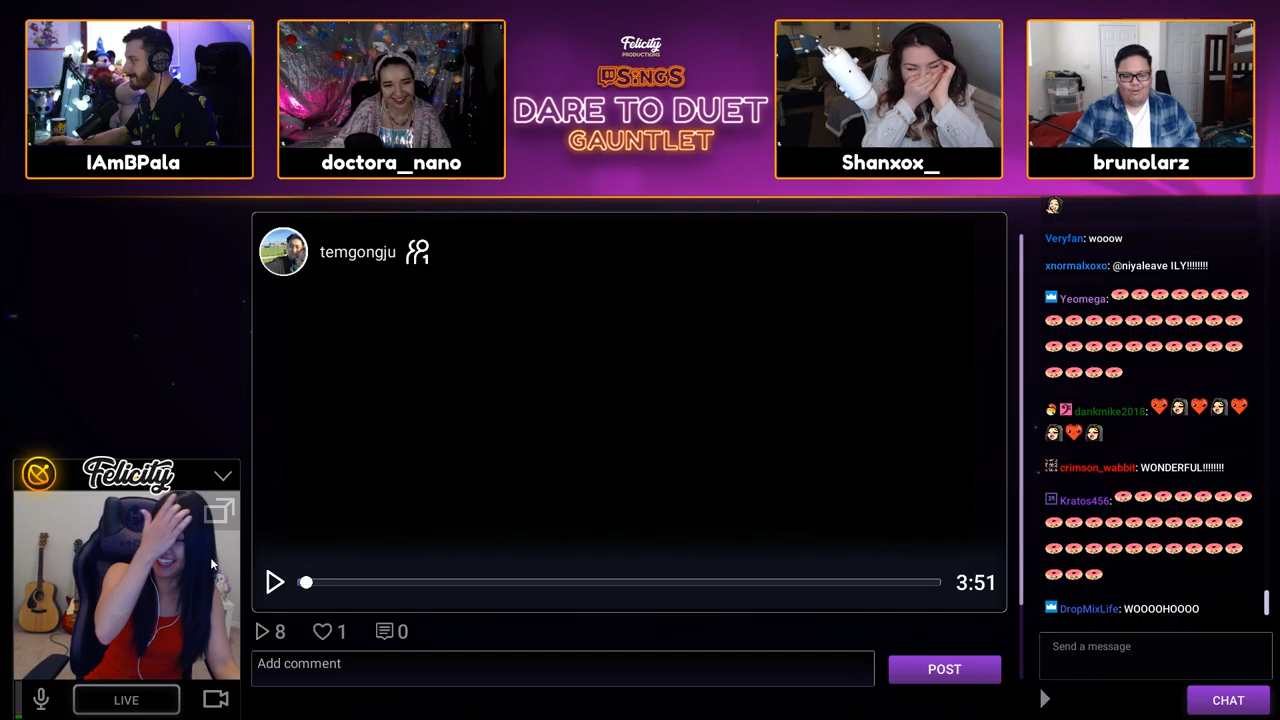 Felicity
PRODUCTIONS
SINGS
DARE TO DUET
GAUNTLET
IAmBPala
doctora__nano
Shanxox_
brunolarz
temgongju
3:51
8
1
0
Add comment
POST
Felicity
LIVE
Veryfan: wooow
xnormalxoxo: @niyaleave ILY!!!!!!!!
Yeomega:
dankmike2018:
crimson_wabbit: WONDERFUL!!!!!!!!
Kratos456:
DropMixLife: WOOOOHOOOO
Send a message
CHAT